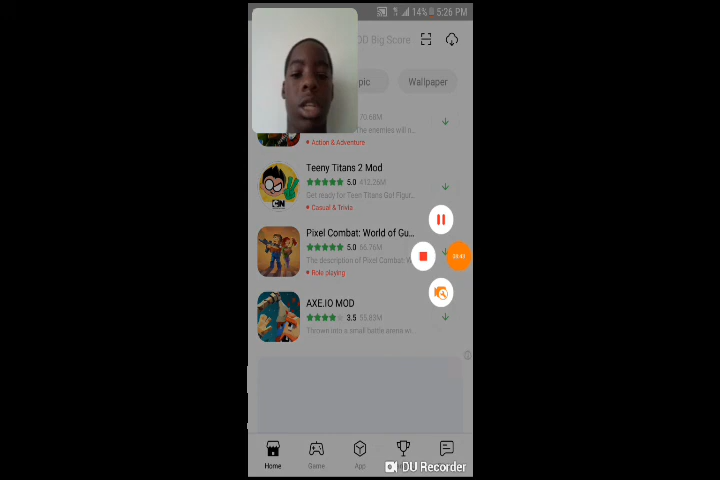 14% 5:26 PM
OD Big Score
pic
Wallpaper
70.68M
The enemies will n...
Action & Adventure
Teeny Titans 2 Mod
5.0 412.26M
Get ready for Teen Titans Go! Figur...
CN
Casual & Trivia
Pixel Combat: World of Gu...
5.0 66.76M
The description of Pixel Combat: W
Role playing
AXE.IO MOD
3.5 55.83M
Thrown into a small battle arena wi...
Home
Game
App
DU Recorder